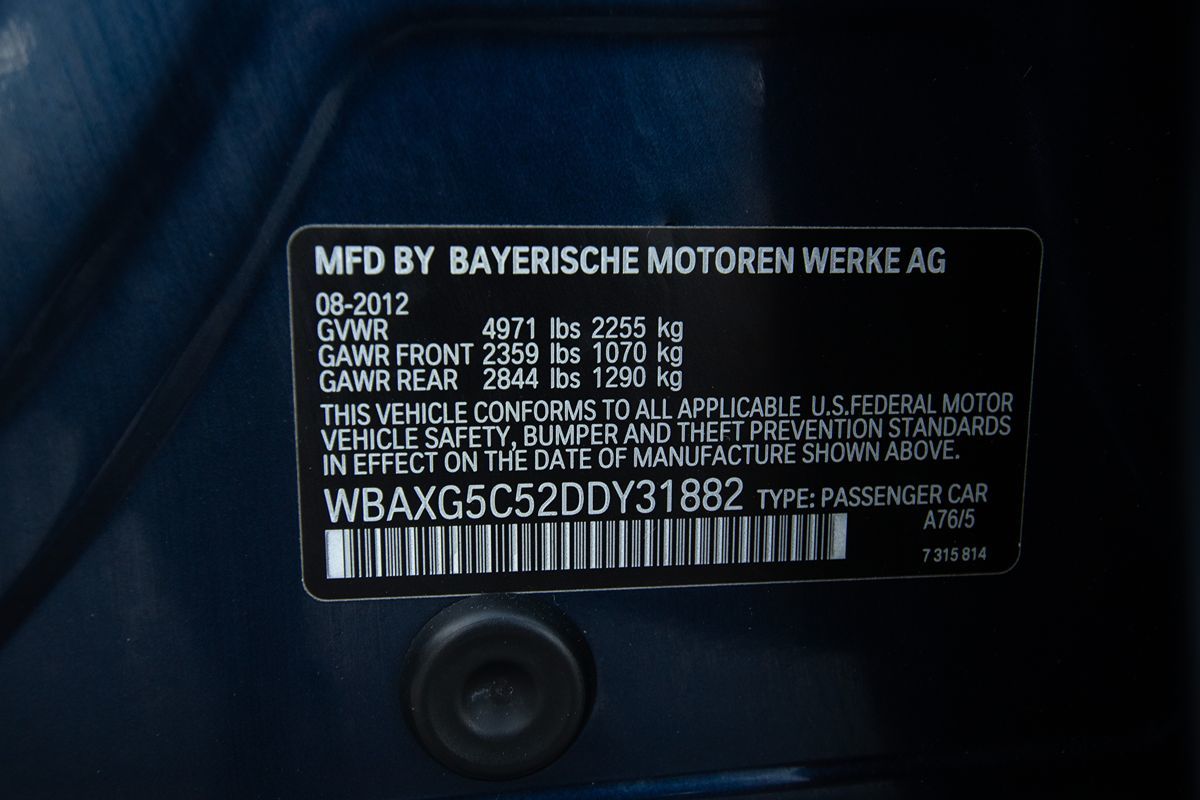 MFD BY BAYERISCHE MOTOREN WERKE AG
08-2012
GVWR 4971 lbs 2255 kg
GAWR FRONT 2359 lbs 1070 kg
GAWR REAR 2844 lbs 1290 kg
THIS VEHICLE CONFORMS TO ALL APPLICABLE U.S.FEDERAL MOTOR
VEHICLE SAFETY, BUMPER AND THEFT PREVENTION STANDARDS
IN EFFECT ON THE DATE OF MANUFACTURE SHOWN ABOVE.
WBAXG5C52DDY31882 TYPE: PASSENGER CAR
A76/5
7 315 814